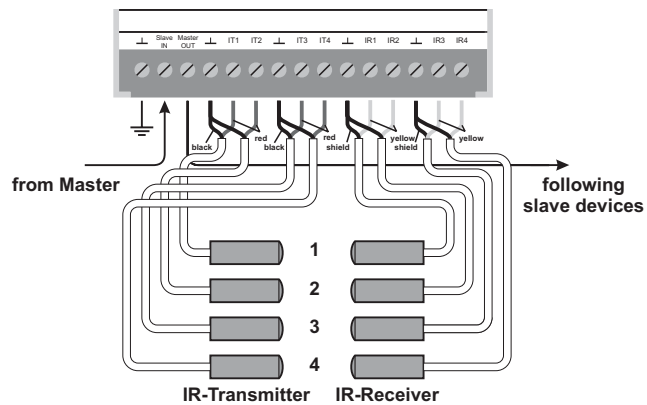 ⊥ Slave IN Master OUT ⊥ IT1 IT2 ⊥ IT3 IT4 ⊥ IR1 IR2 ⊥ IR3 IR4
black red black red shield yellow shield yellow
from Master
following
slave devices
1
2
3
4
IR-Transmitter IR-Receiver